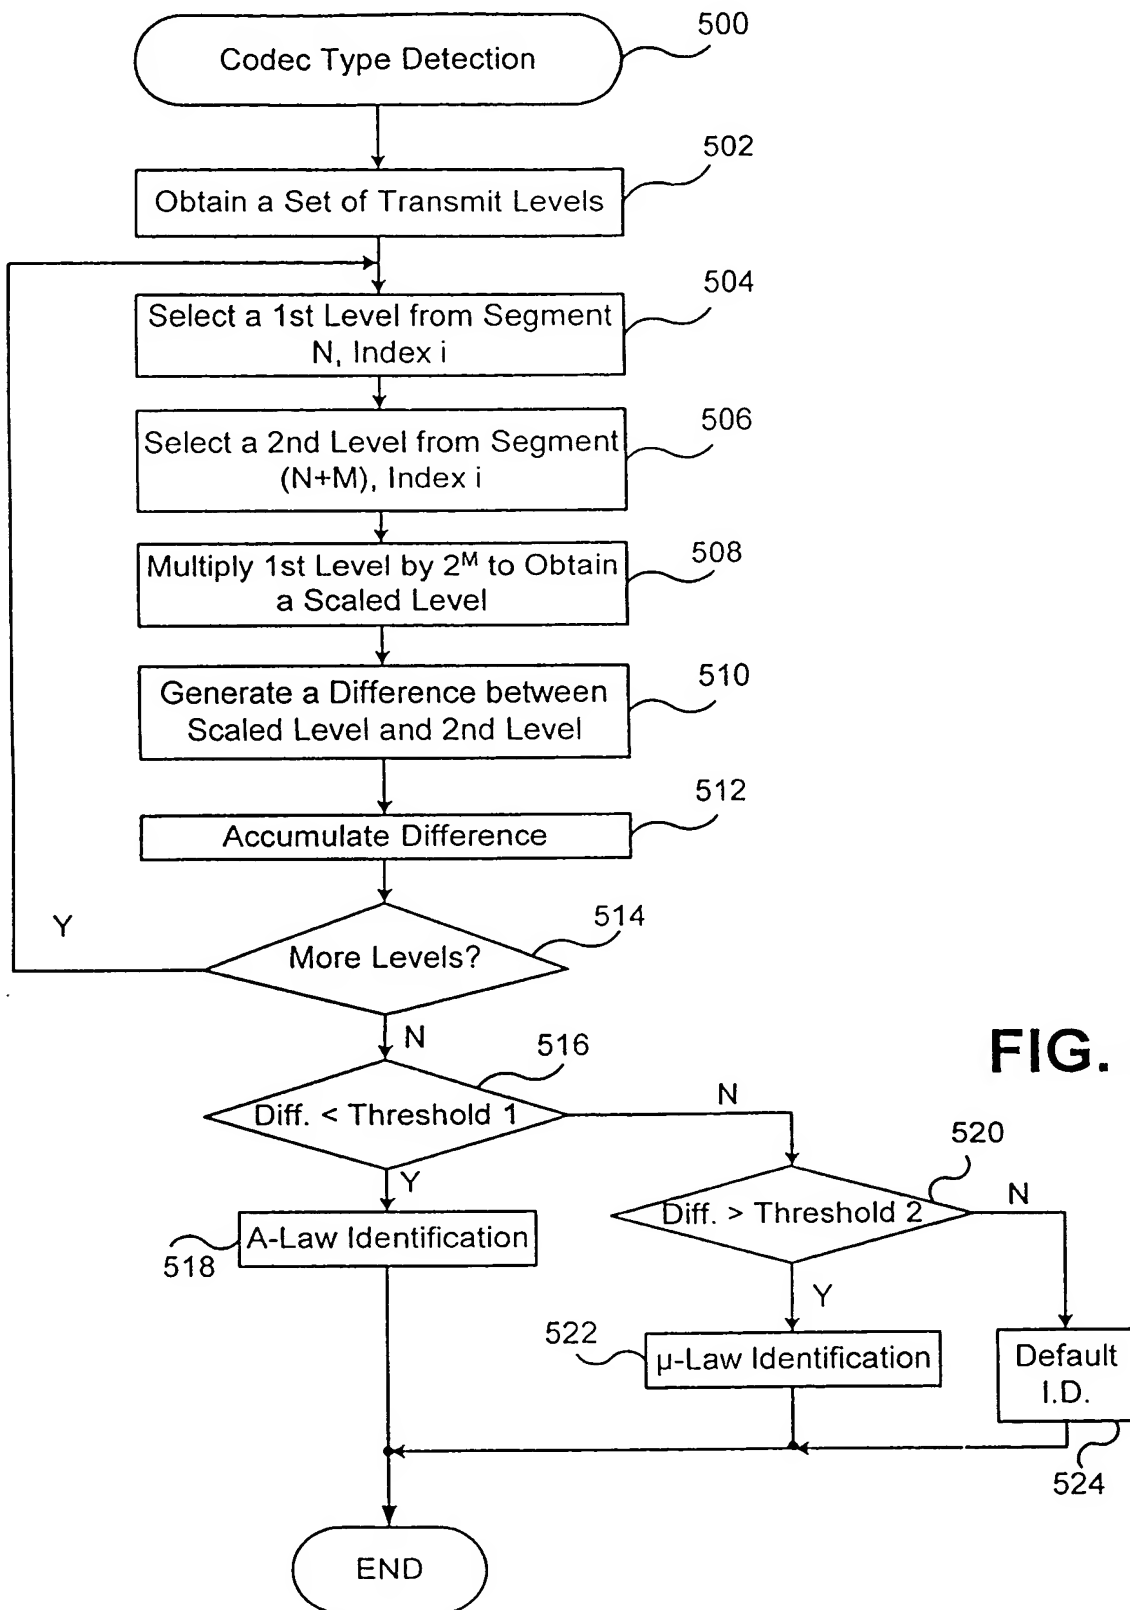 500
Codec Type Detection
502
Obtain a Set of Transmit Levels
504
Select a 1st Level from Segment
N, Index i
506
Select a 2nd Level from Segment
(N+M), Index i
508
Multiply 1st Level by 2ᴹ to Obtain
a Scaled Level
510
Generate a Difference between
Scaled Level and 2nd Level
512
Accumulate Difference
514
Y
More Levels?
N
FIG.
516
Diff. < Threshold 1
N
520
Y
Diff. > Threshold 2
N
A-Law Identification
518
Y
522
µ-Law Identification
Default
I.D.
524
END